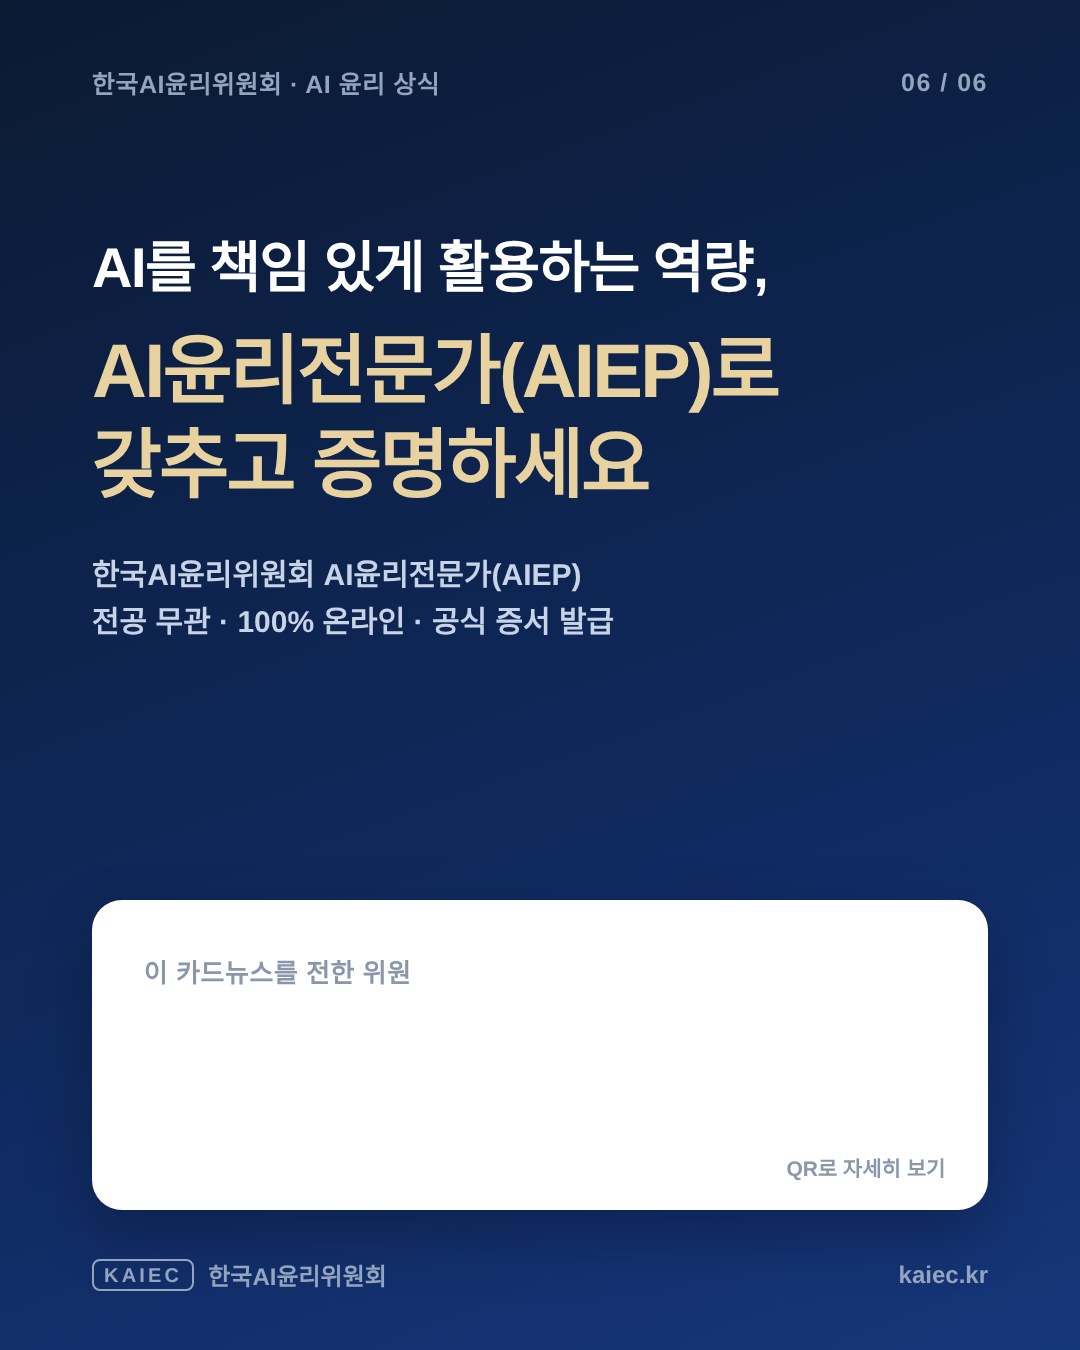 한국AI윤리위원회 · AI 윤리 상식
06 / 06
AI를 책임 있게 활용하는 역량,
AI윤리전문가(AIEP)로
갖추고 증명하세요
한국AI윤리위원회 AI윤리전문가(AIEP)
전공 무관 · 100% 온라인 · 공식 증서 발급
이 카드뉴스를 전한 위원
QR로 자세히 보기
KAIEC 한국AI윤리위원회
kaiec.kr